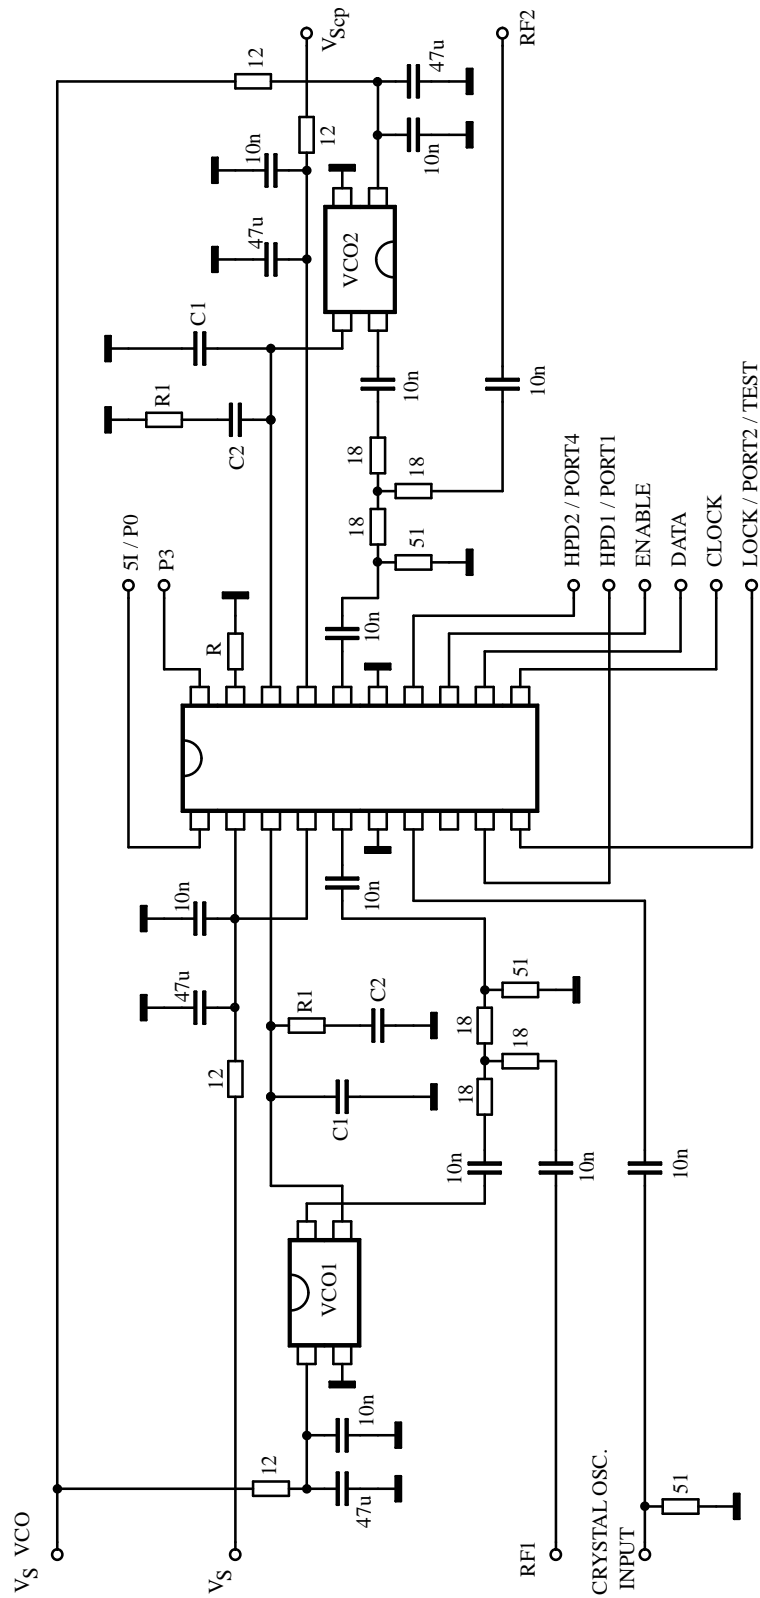 V_S VCO
12
47u
10n
VCO1
V_S
12
47u
10n
C1
R1
C2
10n
18
18
18
51
10n
RF1
10n
CRYSTAL OSC.
INPUT
51
10n
5I / P0
P3
R
10n
51
18
18
18
10n
R1
C2
C1
47u
10n
12
V_Scp
VCO2
12
47u
10n
10n
RF2
HPD2 / PORT4
HPD1 / PORT1
ENABLE
DATA
CLOCK
LOCK / PORT2 / TEST